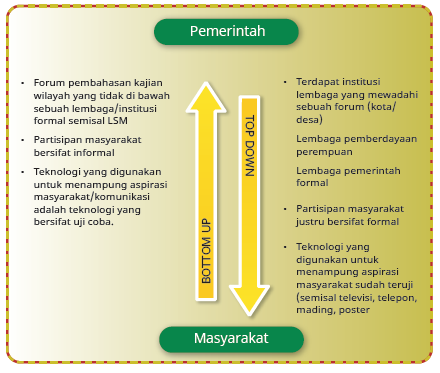 Pemerintah
• Forum pembahasan kajian
wilayah yang tidak di bawah
sebuah lembaga/institusi
formal semisal LSM
• Partisipan masyarakat
bersifat informal
• Teknologi yang digunakan
untuk menampung aspirasi
masyarakat/komunikasi
adalah teknologi yang
bersifat uji coba.
BOTTOM UP
TOP DOWN
• Terdapat institusi
lembaga yang mewadahi
sebuah forum (kota/
desa)
Lembaga pemberdayaan
perempuan
Lembaga pemerintah
formal
• Partisipan masyarakat
justru bersifat formal
• Teknologi yang
digunakan untuk
menampung aspirasi
masyarakat sudah teruji
(semisal televisi, telepon,
mading, poster
Masyarakat